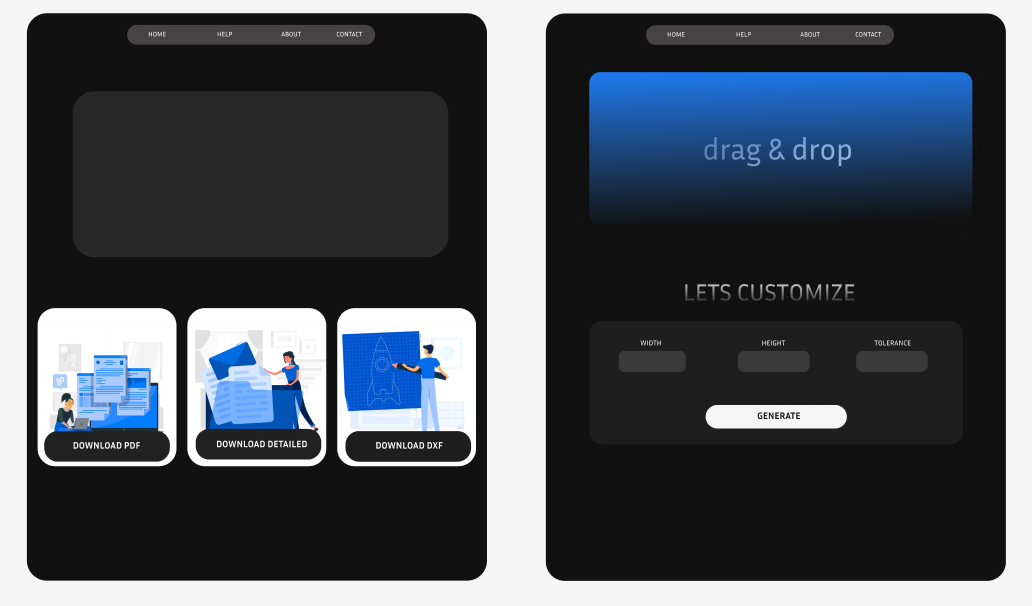 HOME HELP ABOUT CONTACT
DOWNLOAD PDF
DOWNLOAD DETAILED
DOWNLOAD DXF
HOME HELP ABOUT CONTACT
drag & drop
LETS CUSTOMIZE
WIDTH HEIGHT TOLERANCE
GENERATE